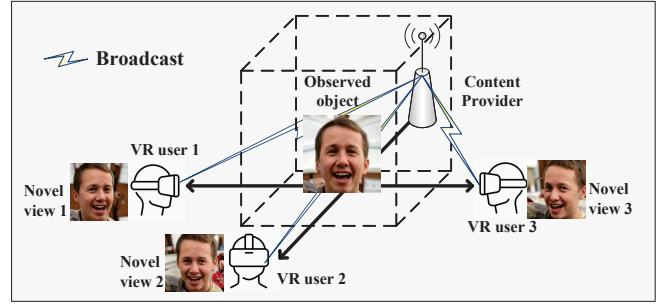 Broadcast
Observed
object
Content
Provider
VR user 1
Novel
view 1
VR user 3
Novel
view 3
Novel
view 2
VR user 2